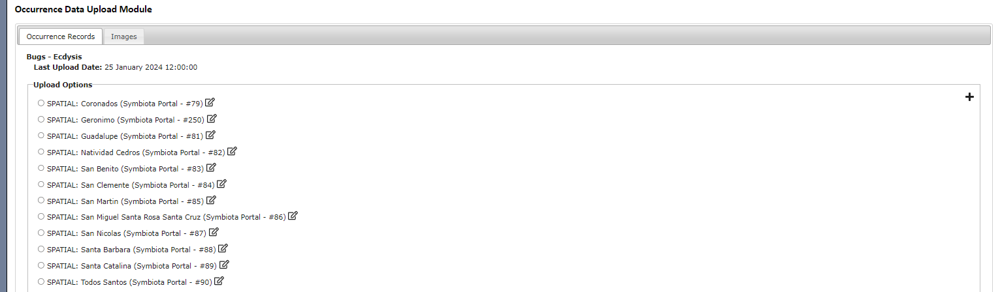 Occurrence Data Upload Module
Occurrence Records Images
Bugs - Ecdysis
Last Upload Date: 25 January 2024 12:00:00
Upload Options
SPATIAL: Coronados (Symbiota Portal - #79)
SPATIAL: Geronimo (Symbiota Portal - #250)
SPATIAL: Guadalupe (Symbiota Portal - #81)
SPATIAL: Natividad Cedros (Symbiota Portal - #82)
SPATIAL: San Benito (Symbiota Portal - #83)
SPATIAL: San Clemente (Symbiota Portal - #84)
SPATIAL: San Martin (Symbiota Portal - #85)
SPATIAL: San Miguel Santa Rosa Santa Cruz (Symbiota Portal - #86)
SPATIAL: San Nicolas (Symbiota Portal - #87)
SPATIAL: Santa Barbara (Symbiota Portal - #88)
SPATIAL: Santa Catalina (Symbiota Portal - #89)
SPATIAL: Todos Santos (Symbiota Portal - #90)